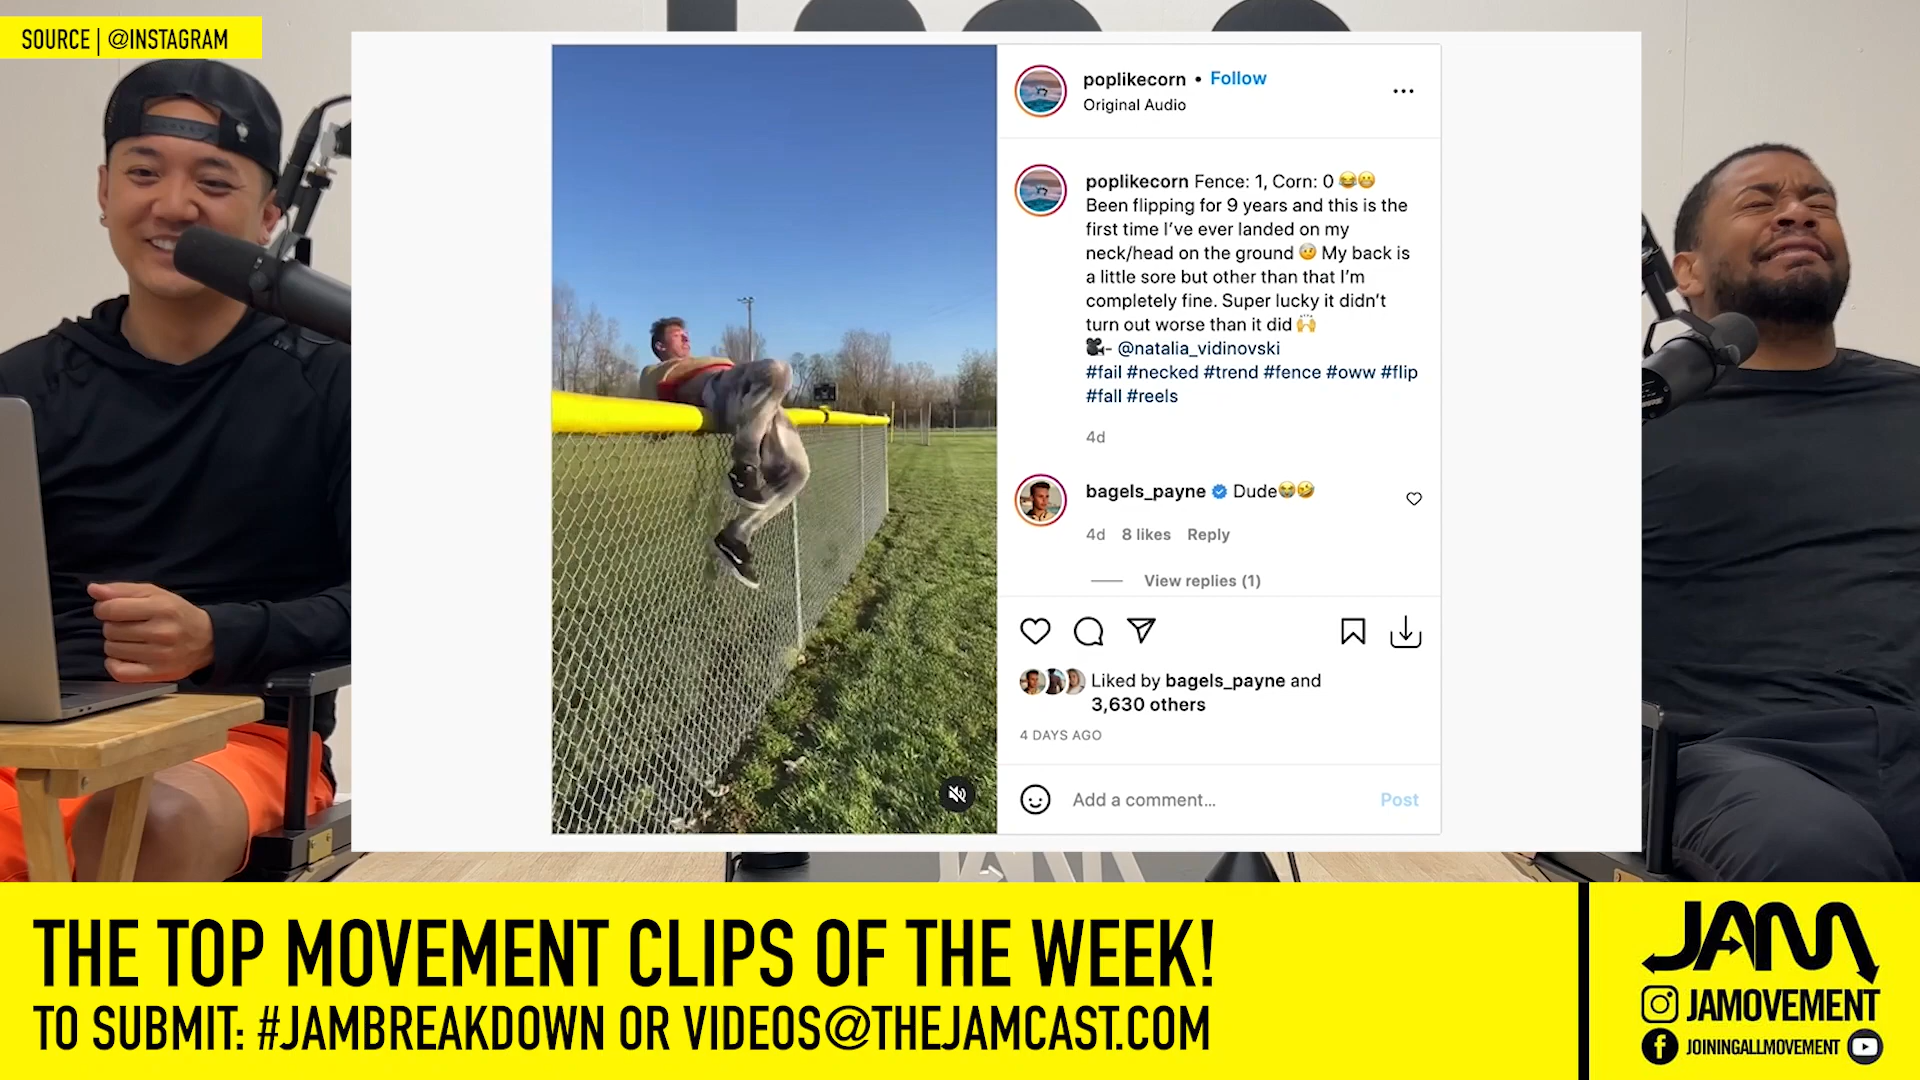 SOURCE | @INSTAGRAM
poplikecorn • Follow
Original Audio
poplikecorn Fence: 1, Corn: 0 😂😬
Been flipping for 9 years and this is the
first time I've ever landed on my
neck/head on the ground 🤕 My back is
a little sore but other than that I'm
completely fine. Super lucky it didn't
turn out worse than it did 🙌
🎥- @natalia_vidinovski
#fail #necked #trend #fence #oww #flip
#fall #reels
4d
bagels_payne Dude😭🤣
4d 8 likes Reply
View replies (1)
Liked by bagels_payne and
3,630 others
4 DAYS AGO
Add a comment... Post
THE TOP MOVEMENT CLIPS OF THE WEEK!
TO SUBMIT: #JAMBREAKDOWN OR VIDEOS@THEJAMCAST.COM
JAM
JAMOVEMENT
JOININGALLMOVEMENT